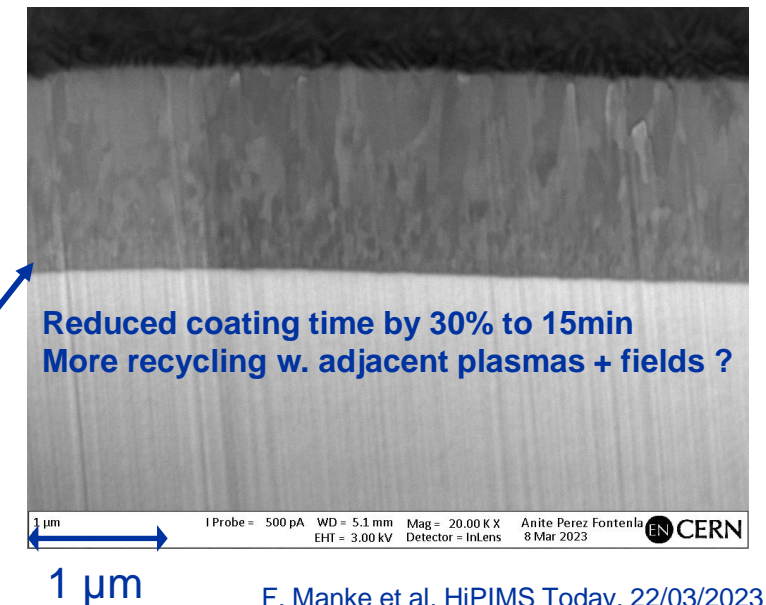 Reduced coating time by 30% to 15min
More recycling w. adjacent plasmas + fields ?
1 µm I Probe = 500 pA WD = 5.1 mm Mag = 20.00 K X Anite Perez Fontenla EN CERN
EHT = 3.00 kV Detector = InLens 8 Mar 2023
1 µm
F. Manke et al. HiPIMS Today, 22/03/2023